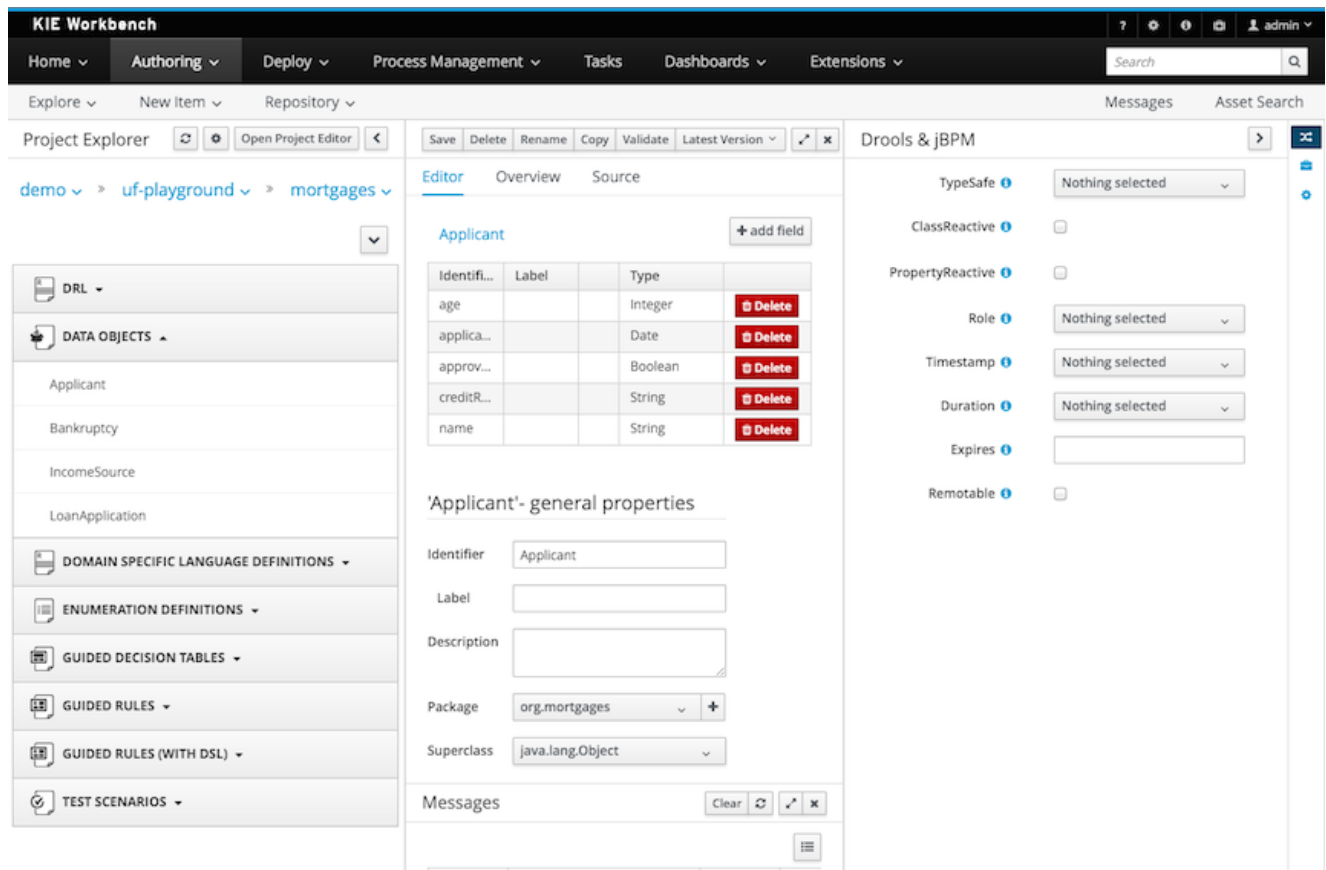 KIE Workbench
? admin
Home Authoring Deploy Process Management Tasks Dashboards Extensions Search
Explore New Item Repository Messages Asset Search
Project Explorer Open Project Editor
demo » uf-playground » mortgages
DRL
DATA OBJECTS
Applicant
Bankruptcy
IncomeSource
LoanApplication
DOMAIN SPECIFIC LANGUAGE DEFINITIONS
ENUMERATION DEFINITIONS
GUIDED DECISION TABLES
GUIDED RULES
GUIDED RULES (WITH DSL)
TEST SCENARIOS
Save Delete Rename Copy Validate Latest Version
Editor Overview Source
Applicant + add field
Identifi... Label Type
age Integer Delete
applica... Date Delete
approv... Boolean Delete
creditR... String Delete
name String Delete
'Applicant'- general properties
Identifier Applicant
Label
Description
Package org.mortgages +
Superclass java.lang.Object
Messages Clear
Drools & jBPM
TypeSafe Nothing selected
ClassReactive
PropertyReactive
Role Nothing selected
Timestamp Nothing selected
Duration Nothing selected
Expires
Remotable